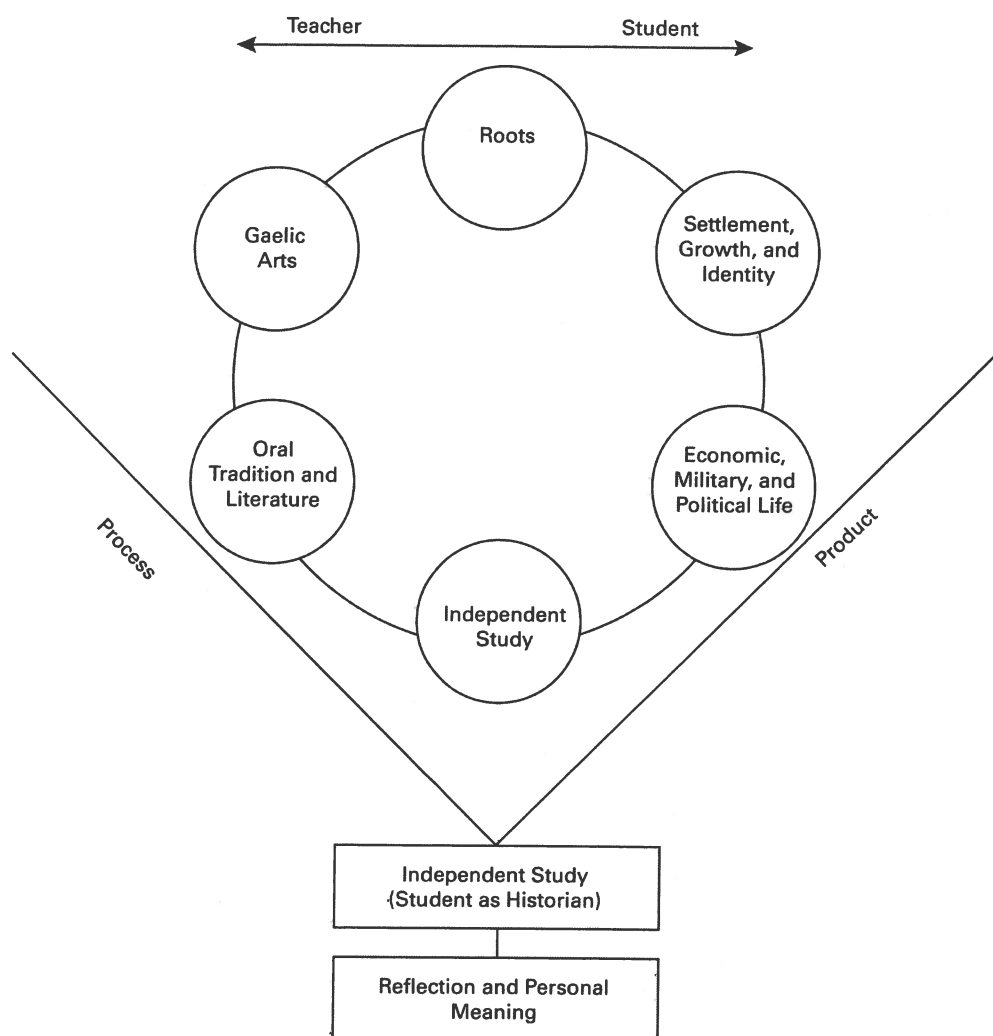 Teacher
Student
Roots
Gaelic
Arts
Settlement,
Growth, and
Identity
Oral
Tradition and
Literature
Economic,
Military, and
Political Life
Process
Product
Independent
Study
Independent Study
(Student as Historian)
Reflection and Personal
Meaning